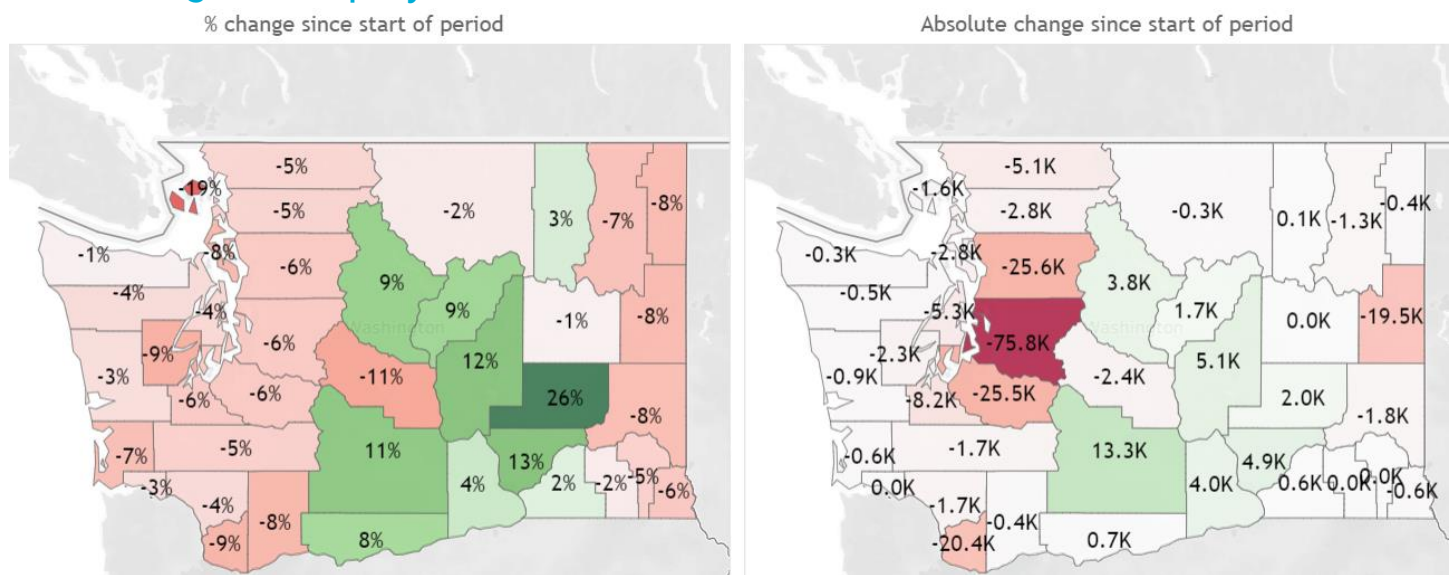 % change since start of period
Absolute change since start of period
-5%
-19%
-5%
-2%
3%
-7%
-8%
-1%
-8%
-6%
9%
-4%
-4%
9%
-1%
-8%
-9%
-6%
12%
-3%
-11%
-6%
-6%
26%
-8%
-7%
-5%
11%
13%
-3%
-4%
4%
2%
-2%
-5%
-6%
-8%
-9%
8%
Washington
-5.1K
-1.6K
-2.8K
-0.3K
0.1K
-1.3K
-0.4K
-0.3K
-2.8K
-25.6K
3.8K
-0.5K
-5.3K
1.7K
0.0K
-19.5K
-2.3K
-75.8K
Washington
5.1K
-0.9K
-2.4K
-8.2K
-25.5K
2.0K
-1.8K
-0.6K
-1.7K
13.3K
4.9K
0.0K
-1.7K
4.0K
0.6K
0.0K
0.0K
-0.6K
-0.4K
-20.4K
0.7K